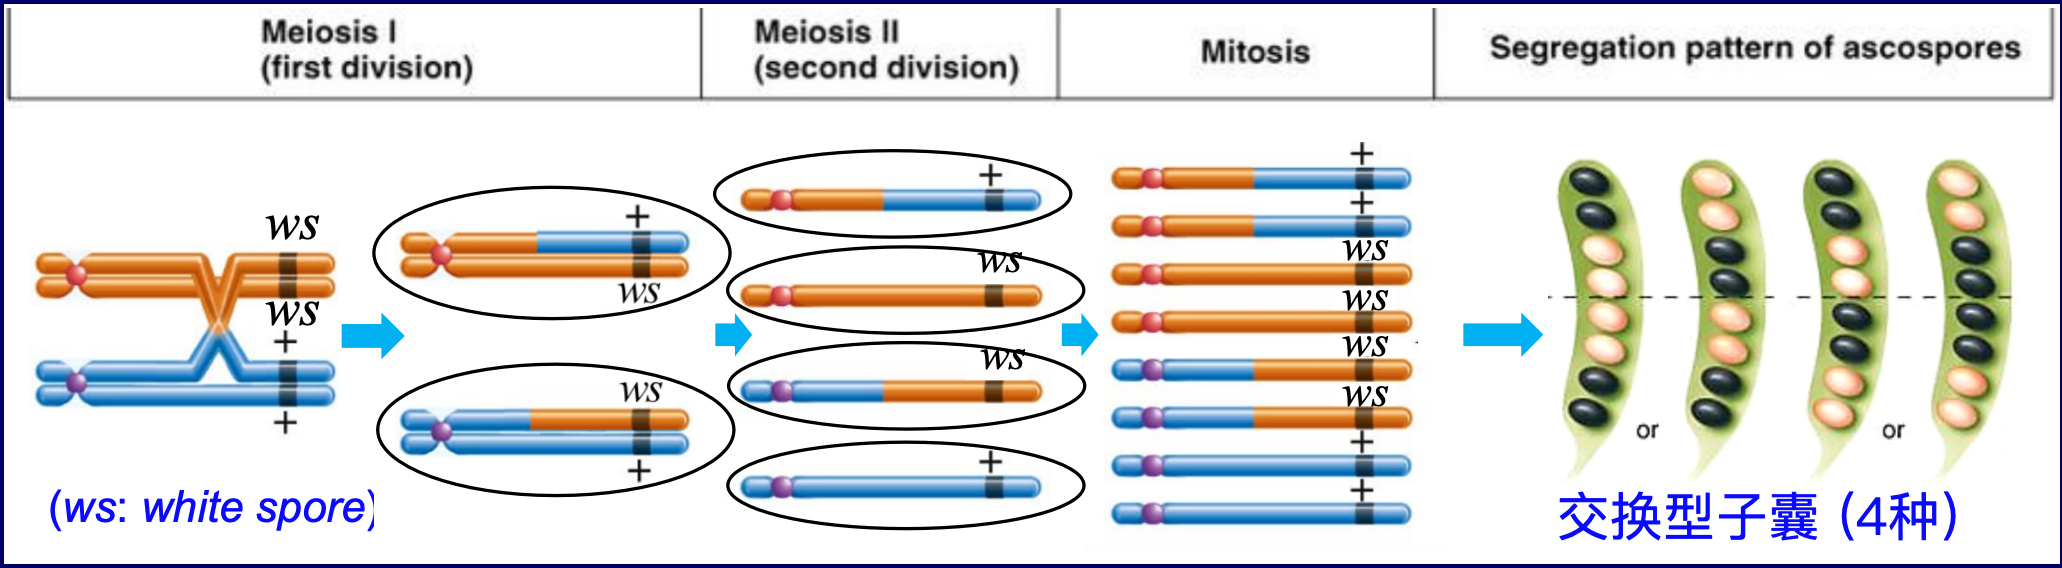 Meiosis I
(first division)
Meiosis II
(second division)
Mitosis
Segregation pattern of ascospores
ws
ws
+
+
+
ws
ws
+
+
ws
ws
+
+
+
ws
ws
ws
ws
+
+
or
or
(ws: white spore)
交换型子囊 (4种)